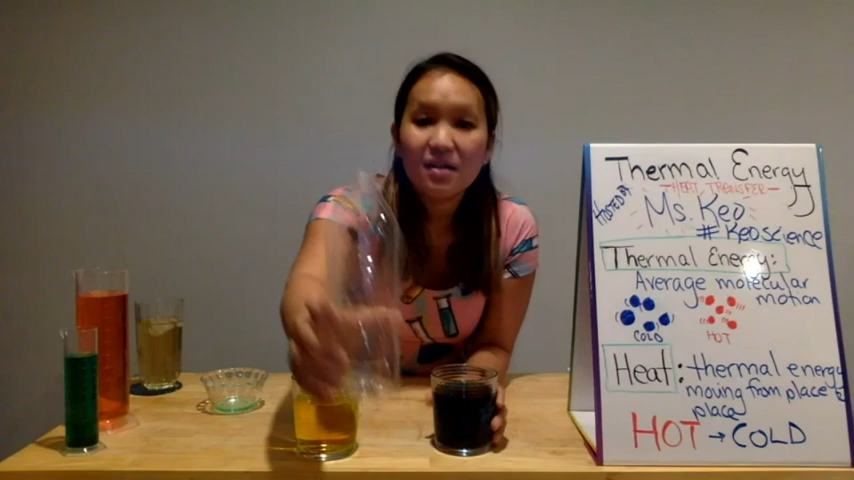 Thermal Energy
HEAT TRANSFER
HOSTED BY
Ms. Keo
#Keoscience
Thermal Energy:
Average molecular
motion
COLD
HOT
Heat: thermal energy
moving from place to
place
HOT → COLD